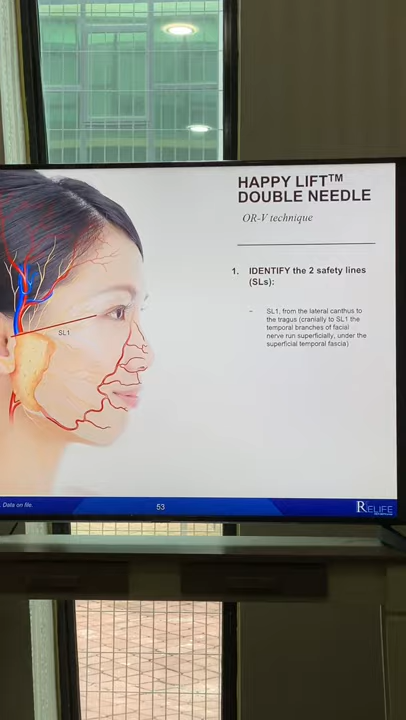 HAPPY LIFT™
DOUBLE NEEDLE
OR-V technique
1. IDENTIFY the 2 safety lines
(SLs):
- SL1, from the lateral canthus to
the tragus (cranially to SL1 the
temporal branches of facial
nerve run superficially, under the
superficial temporal fascia)
SL1
Data on file.
53
RELIFE